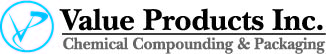 Value Products Inc.
Chemical Compounding & Packaging